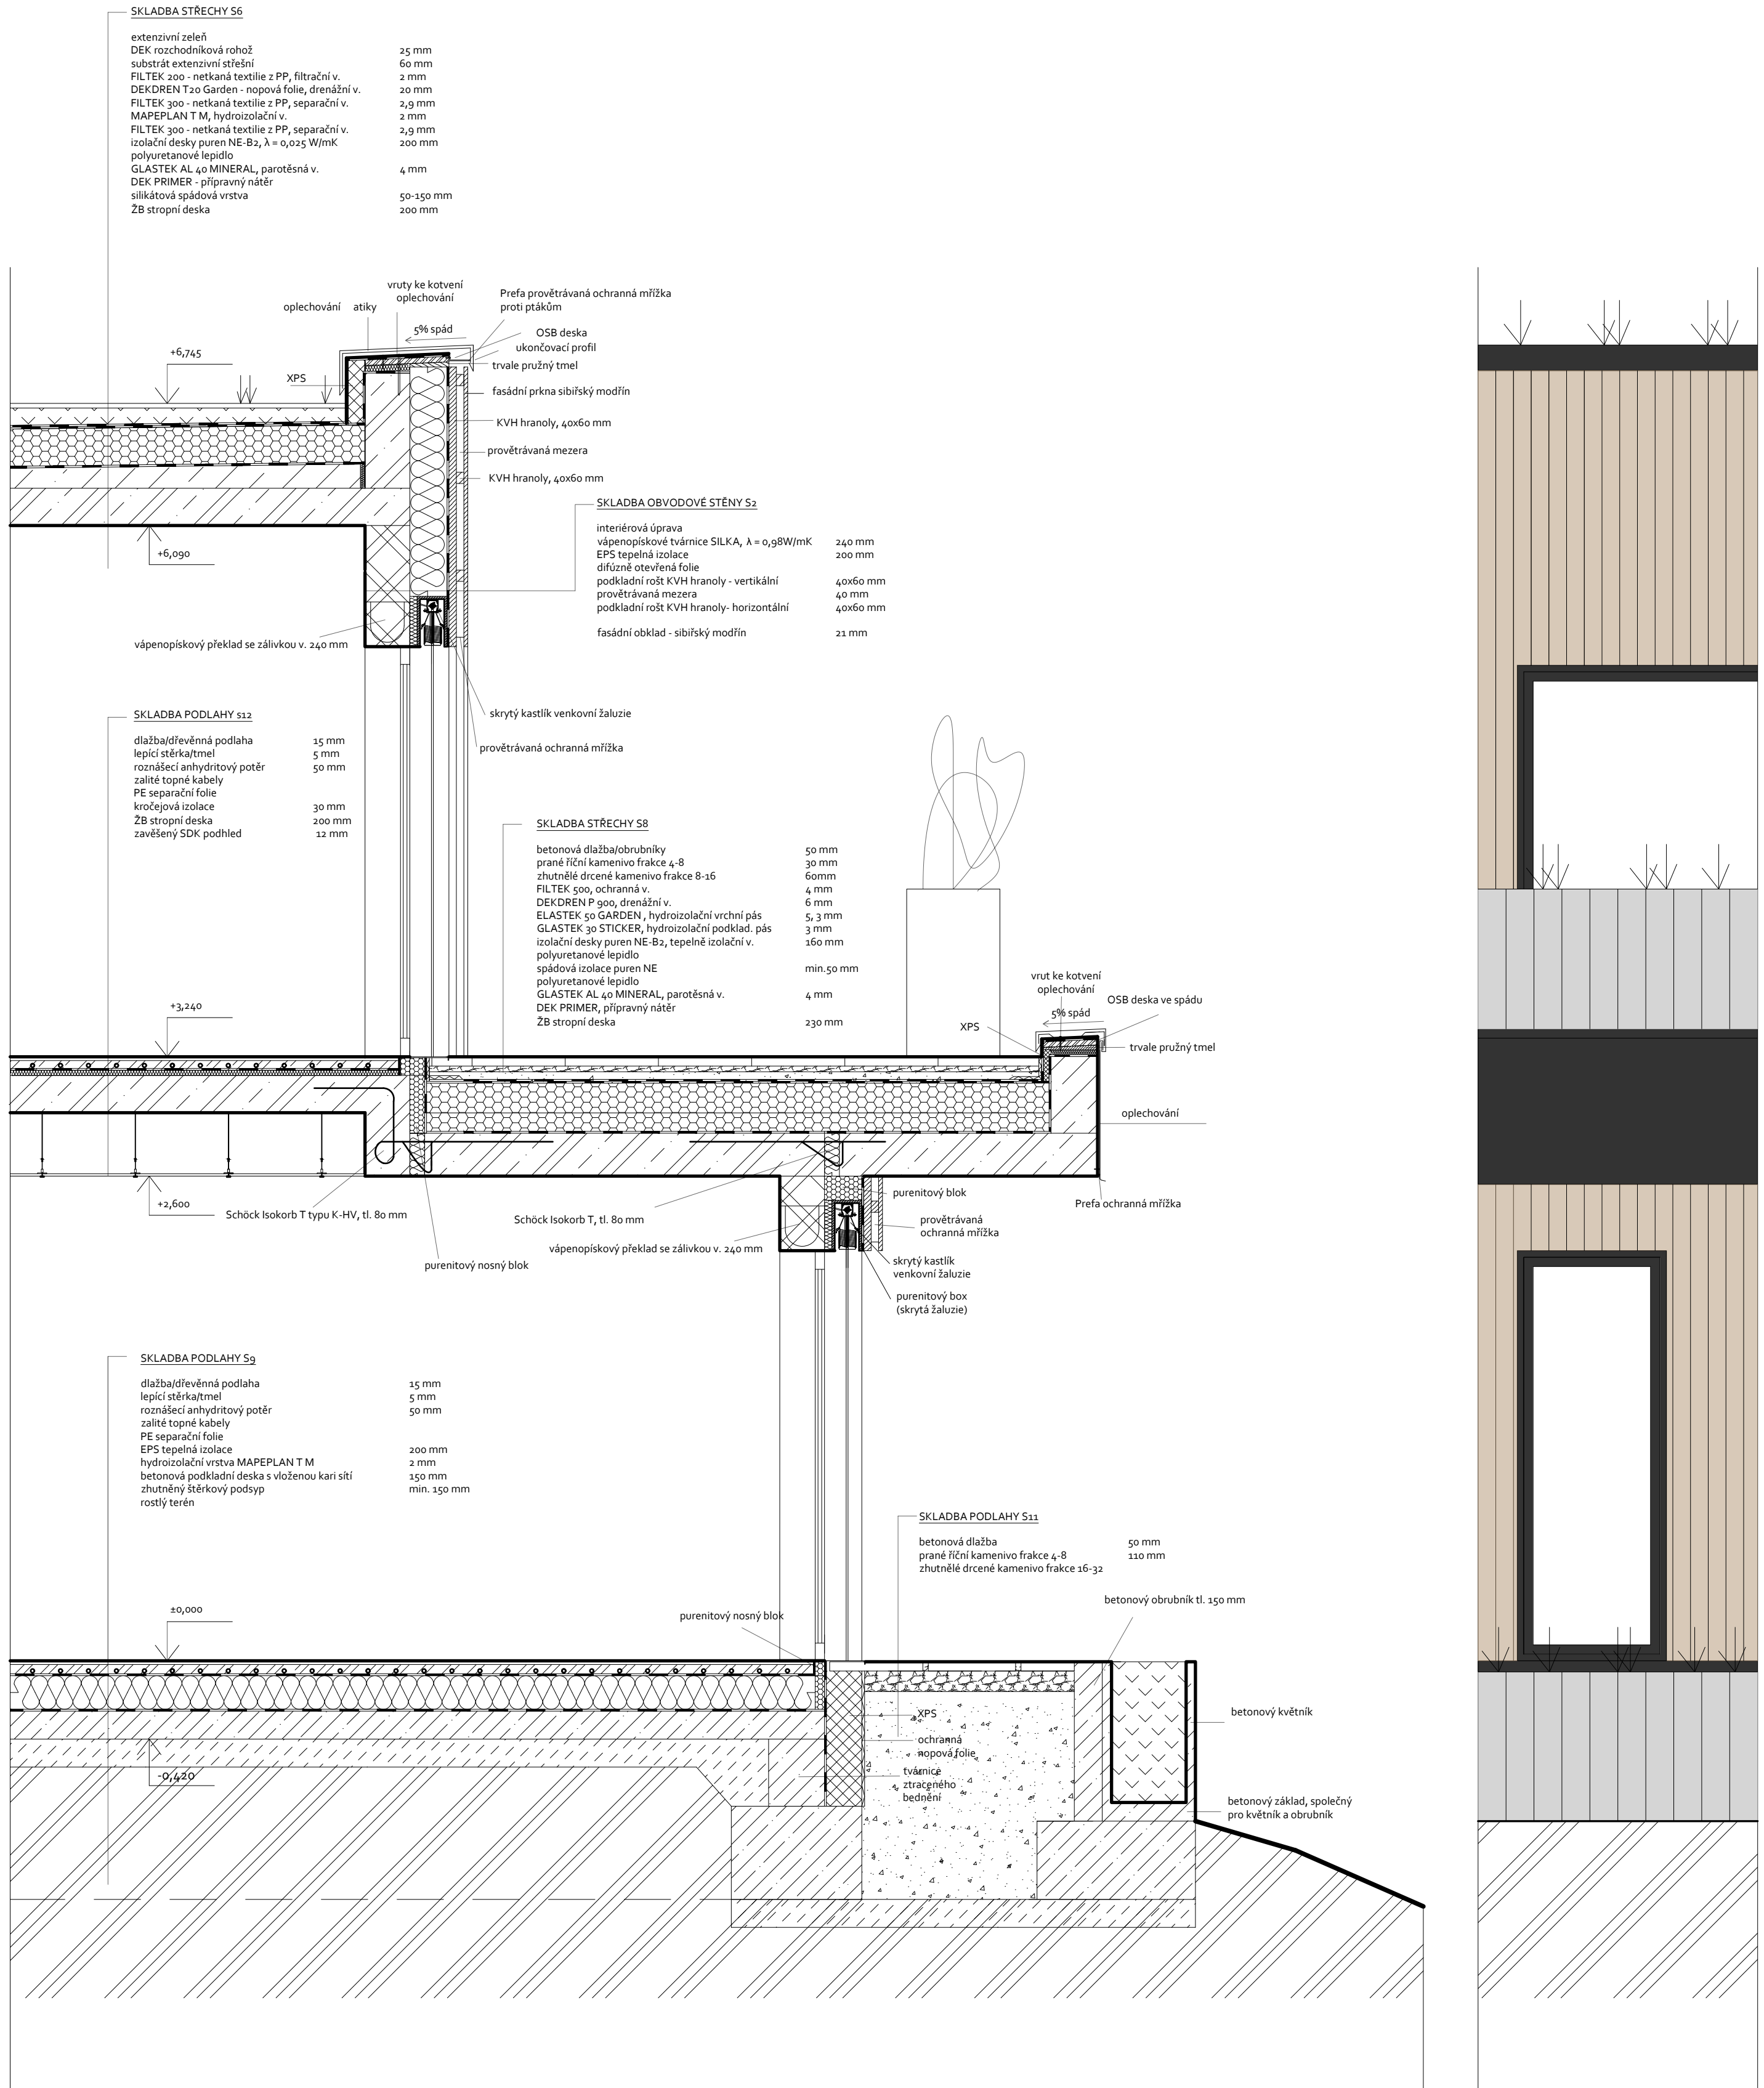 SKLADBA STŘECHY S6
extenzivní zeleň
DEK rozchodníková rohož 25 mm
substrát extenzivní střešní 60 mm
FILTEK 200 - netkaná textilie z PP, filtrační v. 2 mm
DEKDREN T20 Garden - nopová folie, drenážní v. 20 mm
FILTEK 300 - netkaná textilie z PP, separační v. 2,9 mm
MAPEPLAN T M, hydroizolační v. 2 mm
FILTEK 300 - netkaná textilie z PP, separační v. 2,9 mm
izolační desky puren NE-B2, λ = 0,025 W/mK 200 mm
polyuretanové lepidlo
GLASTEK AL 40 MINERAL, parotěsná v. 4 mm
DEK PRIMER - přípravný nátěr
silikátová spádová vrstva 50-150 mm
ŽB stropní deska 200 mm
vruty ke kotvení
oplechování
oplechování atiky
Prefa provětrávaná ochranná mřížka
proti ptákům
5% spád
OSB deska
ukončovací profil
+6,745
trvale pružný tmel
XPS
fasádní prkna sibiřský modřín
KVH hranoly, 40x60 mm
provětrávaná mezera
KVH hranoly, 40x60 mm
SKLADBA OBVODOVÉ STĚNY S2
interiérová úprava
vápenopískové tvárnice SILKA, λ = 0,98W/mK 240 mm
EPS tepelná izolace 200 mm
difúzně otevřená folie
podkladní rošt KVH hranoly - vertikální 40x60 mm
provětrávaná mezera 40 mm
podkladní rošt KVH hranoly- horizontální 40x60 mm
fasádní obklad - sibiřský modřín 21 mm
+6,090
vápenopískový překlad se zálivkou v. 240 mm
skrytý kastlík venkovní žaluzie
provětrávaná ochranná mřížka
SKLADBA PODLAHY s12
dlažba/dřevěnná podlaha 15 mm
lepící stěrka/tmel 5 mm
roznášecí anhydritový potěr 50 mm
zalité topné kabely
PE separační folie
kročejová izolace 30 mm
ŽB stropní deska 200 mm
zavěšený SDK podhled 12 mm
SKLADBA STŘECHY S8
betonová dlažba/obrubníky 50 mm
prané říční kamenivo frakce 4-8 30 mm
zhutnělé drcené kamenivo frakce 8-16 60mm
FILTEK 500, ochranná v. 4 mm
DEKDREN P 900, drenážní v. 6 mm
ELASTEK 50 GARDEN , hydroizolační vrchní pás 5, 3 mm
GLASTEK 30 STICKER, hydroizolační podklad. pás 3 mm
izolační desky puren NE-B2, tepelně izolační v. 160 mm
polyuretanové lepidlo
spádová izolace puren NE min.50 mm
polyuretanové lepidlo
GLASTEK AL 40 MINERAL, parotěsná v. 4 mm
DEK PRIMER, přípravný nátěr
ŽB stropní deska 230 mm
vrut ke kotvení
oplechování
OSB deska ve spádu
5% spád
XPS
trvale pružný tmel
+3,240
oplechování
Prefa ochranná mřížka
+2,600
Schöck Isokorb T typu K-HV, tl. 80 mm
Schöck Isokorb T, tl. 80 mm
vápenopískový překlad se zálivkou v. 240 mm
purenitový nosný blok
purenitový blok
provětrávaná
ochranná mřížka
skrytý kastlík
venkovní žaluzie
purenitový box
(skrytá žaluzie)
SKLADBA PODLAHY S9
dlažba/dřevěnná podlaha 15 mm
lepící stěrka/tmel 5 mm
roznášecí anhydritový potěr 50 mm
zalité topné kabely
PE separační folie
EPS tepelná izolace 200 mm
hydroizolační vrstva MAPEPLAN T M 2 mm
betonová podkladní deska s vloženou kari sítí 150 mm
zhutněný štěrkový podsyp min. 150 mm
rostlý terén
SKLADBA PODLAHY S11
betonová dlažba 50 mm
prané říční kamenivo frakce 4-8 110 mm
zhutnělé drcené kamenivo frakce 16-32
betonový obrubník tl. 150 mm
±0,000
purenitový nosný blok
XPS
ochranná
nopová folie
tvárnice
ztraceného
bednění
betonový květník
-0,420
betonový základ, společný
pro květník a obrubník